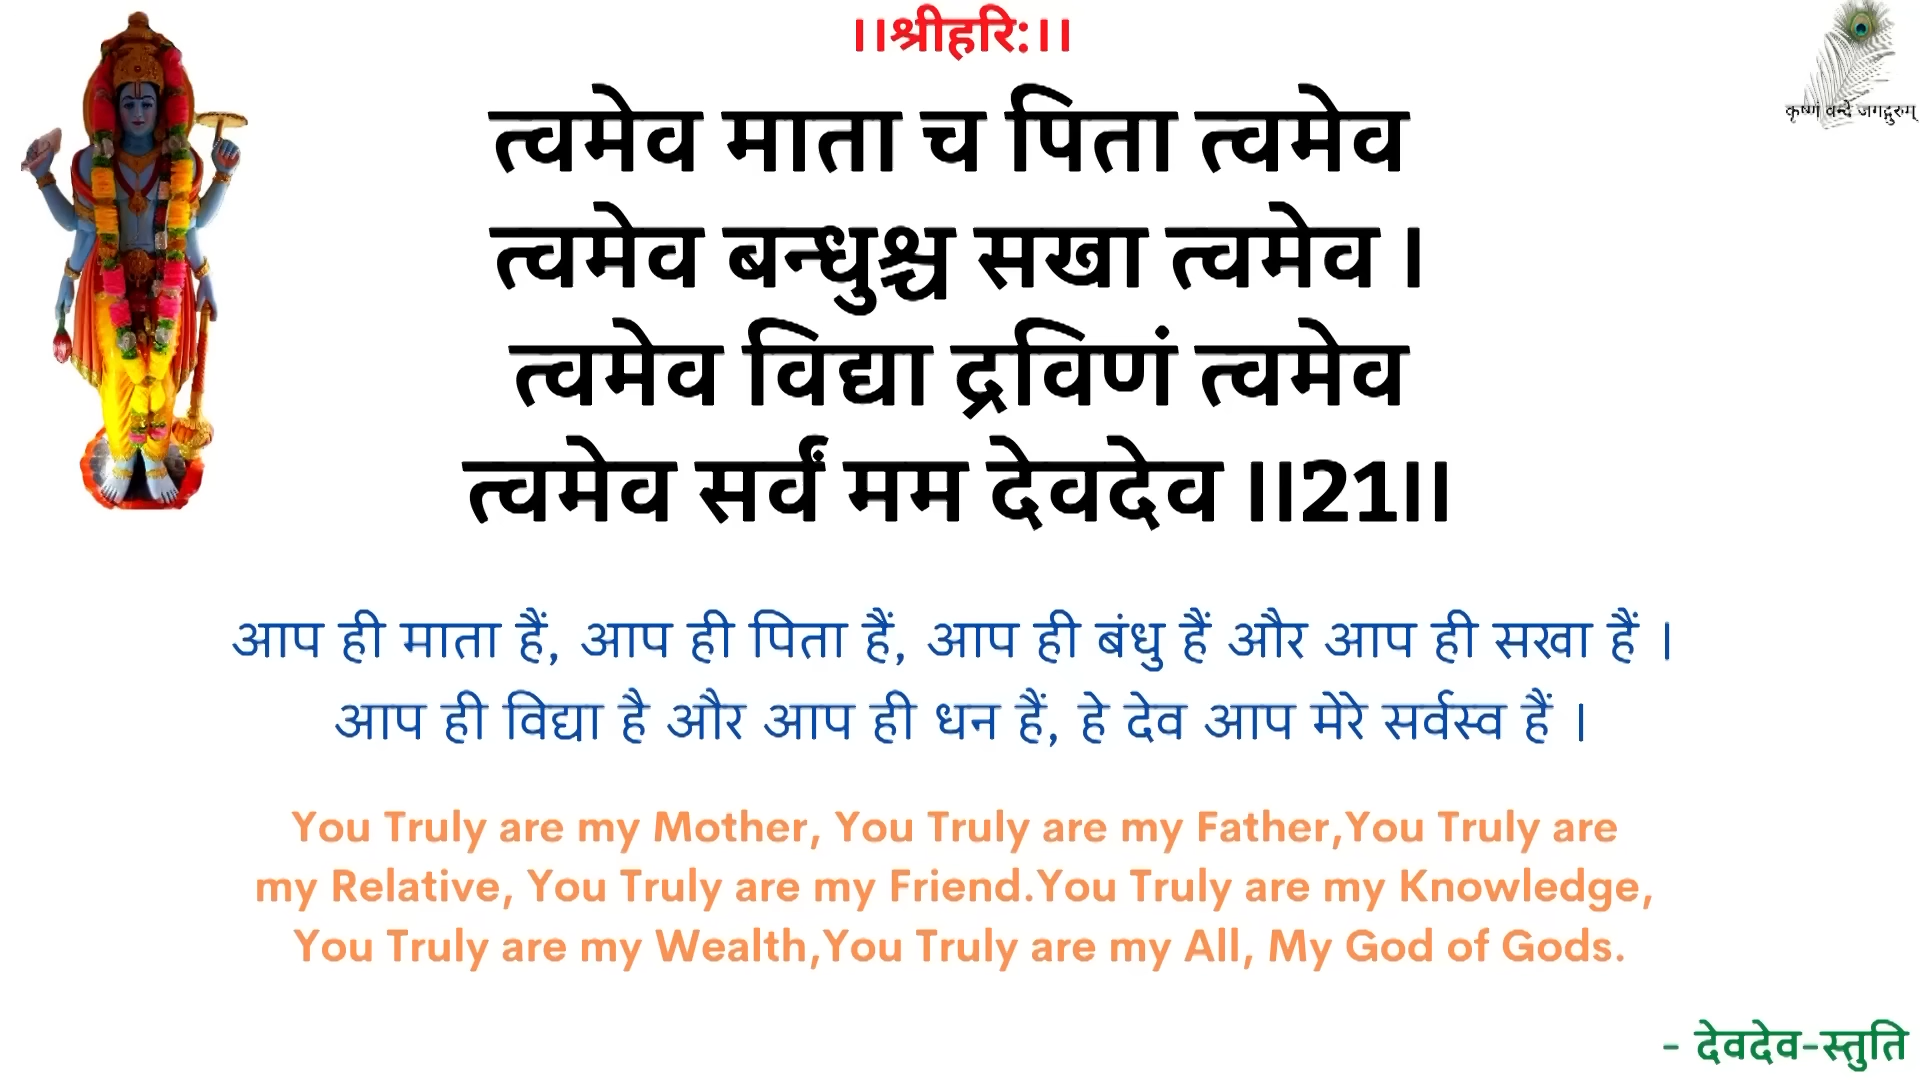 ।।श्रीहरि:।।
कृष्णं वन्दे जगद्गुरुम्
त्वमेव माता च पिता त्वमेव
त्वमेव बन्धुश्च सखा त्वमेव ।
त्वमेव विद्या द्रविणं त्वमेव
त्वमेव सर्वं मम देवदेव ।।21।।
आप ही माता हैं, आप ही पिता हैं, आप ही बंधु हैं और आप ही सखा हैं ।
आप ही विद्या है और आप ही धन हैं, हे देव आप मेरे सर्वस्व हैं ।
You Truly are my Mother, You Truly are my Father,You Truly are
my Relative, You Truly are my Friend.You Truly are my Knowledge,
You Truly are my Wealth,You Truly are my All, My God of Gods.
- देवदेव-स्तुति